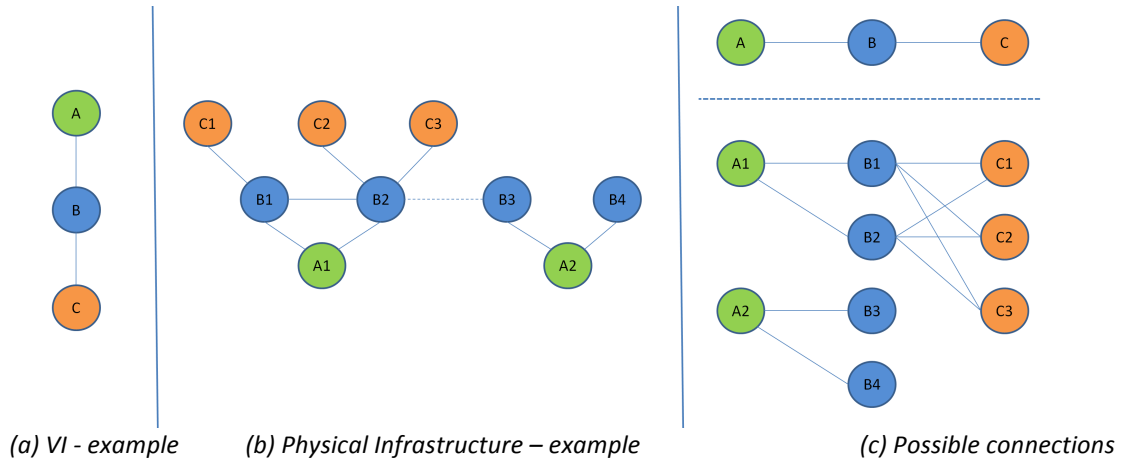 A
B
C
C1
C2
C3
B1
B2
B3
B4
A1
A2
A
B
C
A1
B1
C1
B2
C2
A2
B3
C3
B4
(a) VI - example
(b) Physical Infrastructure – example
(c) Possible connections